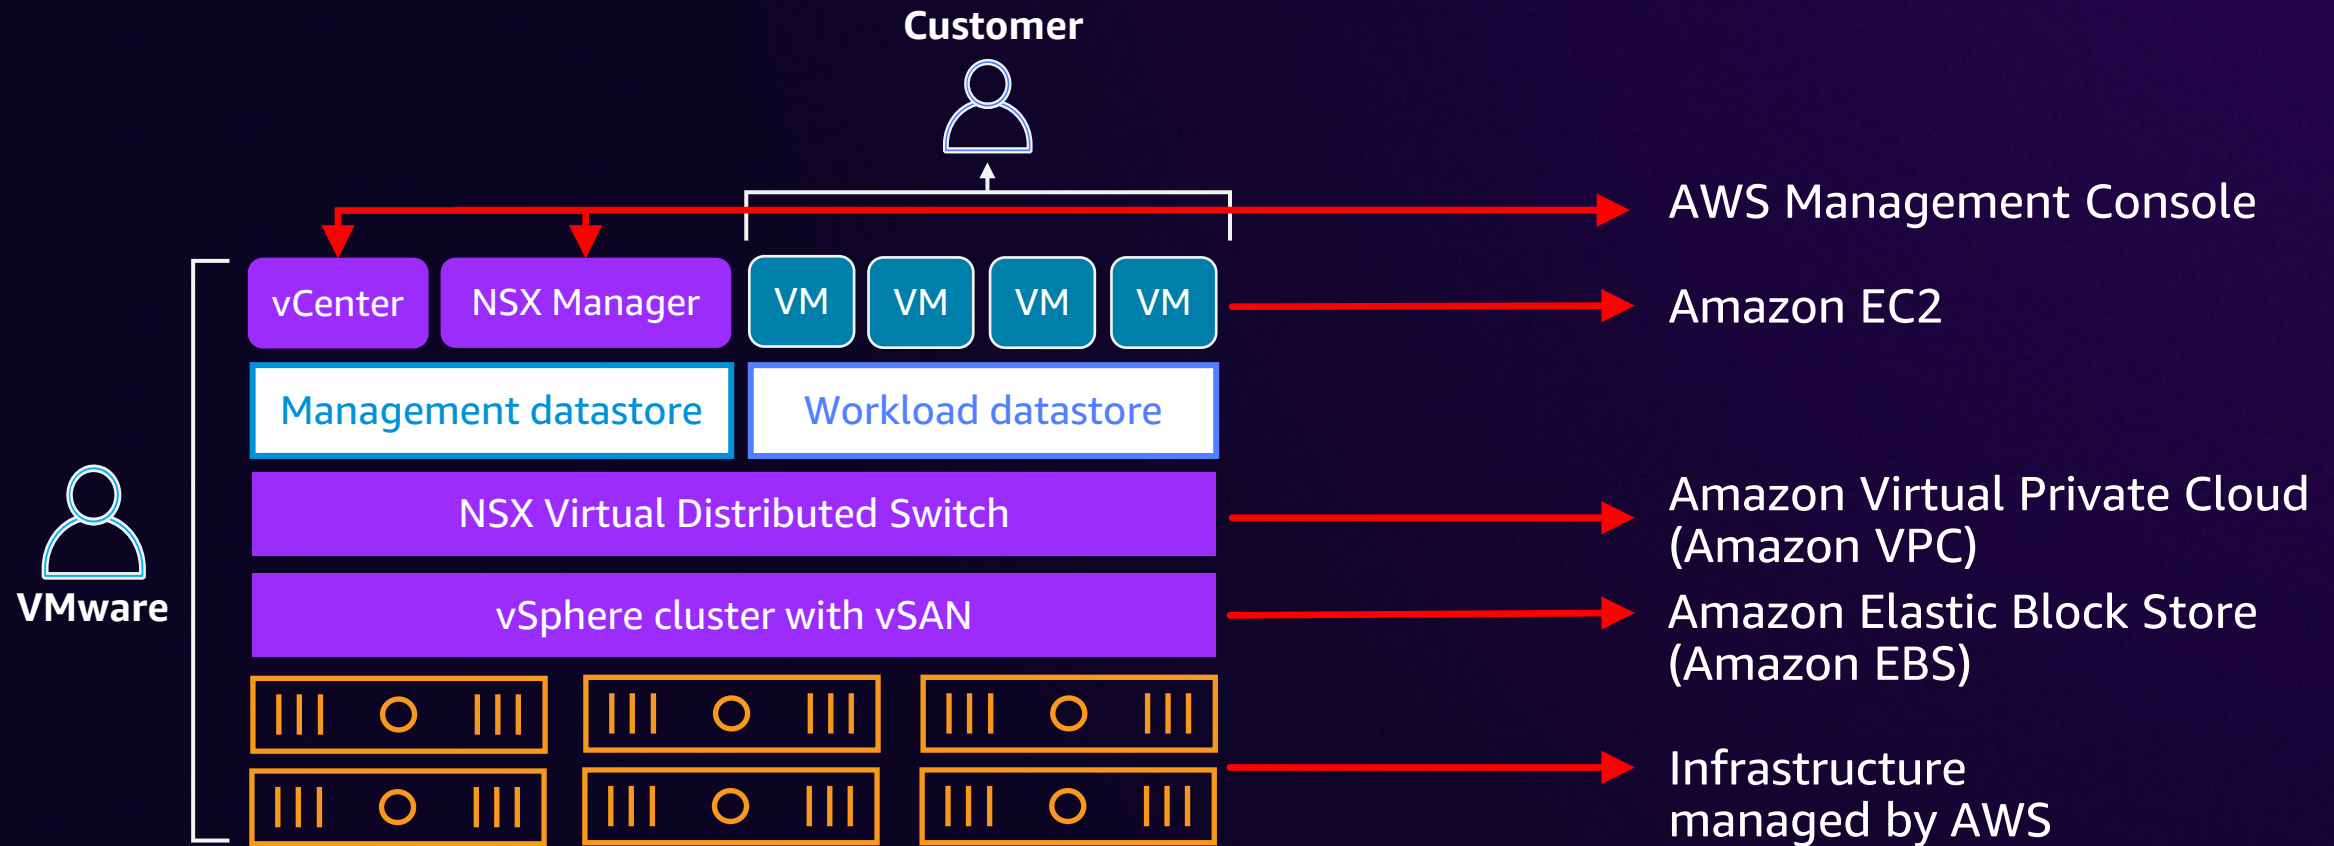 Customer
AWS Management Console
vCenter
NSX Manager
VM
VM
VM
VM
Amazon EC2
Management datastore
Workload datastore
NSX Virtual Distributed Switch
Amazon Virtual Private Cloud
(Amazon VPC)
VMware
vSphere cluster with vSAN
Amazon Elastic Block Store
(Amazon EBS)
Infrastructure
managed by AWS